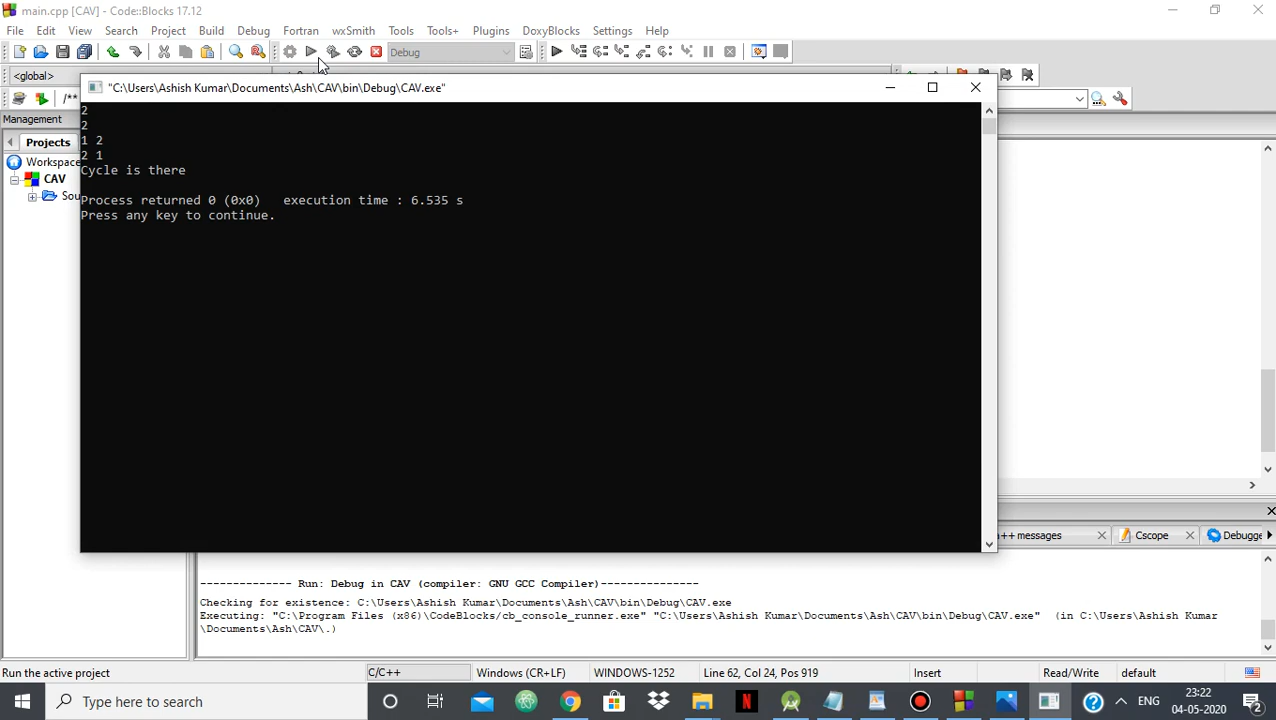 main.cpp [CAV] - Code::Blocks 17.12
File Edit View Search Project Build Debug Fortran wxSmith Tools Tools+ Plugins DoxyBlocks Settings Help
Debug
<global>
"C:\Users\Ashish Kumar\Documents\Ash\CAV\bin\Debug\CAV.exe"
/**
Management
Projects
Workspace
CAV
Sou
2
2
1 2
2 1
Cycle is there
Process returned 0 (0x0) execution time : 6.535 s
Press any key to continue.
++ messages Cscope Debugge
-------------- Run: Debug in CAV (compiler: GNU GCC Compiler)---------------
Checking for existence: C:\Users\Ashish Kumar\Documents\Ash\CAV\bin\Debug\CAV.exe
Executing: "C:\Program Files (x86)\CodeBlocks/cb_console_runner.exe" "C:\Users\Ashish Kumar\Documents\Ash\CAV\bin\Debug\CAV.exe" (in C:\Users\Ashish Kumar
\Documents\Ash\CAV\.)
Run the active project C/C++ Windows (CR+LF) WINDOWS-1252 Line 62, Col 24, Pos 919 Insert Read/Write default
Type here to search
ENG
23:22
04-05-2020
2